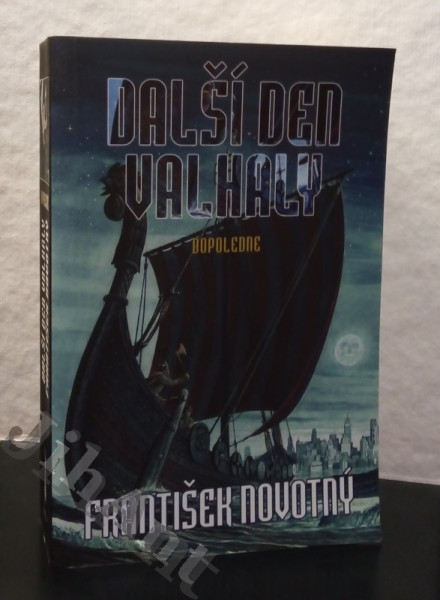 DALŠÍ DEN
VALHALY
DOPOLEDNE
FRANTIŠEK NOVOTNÝ